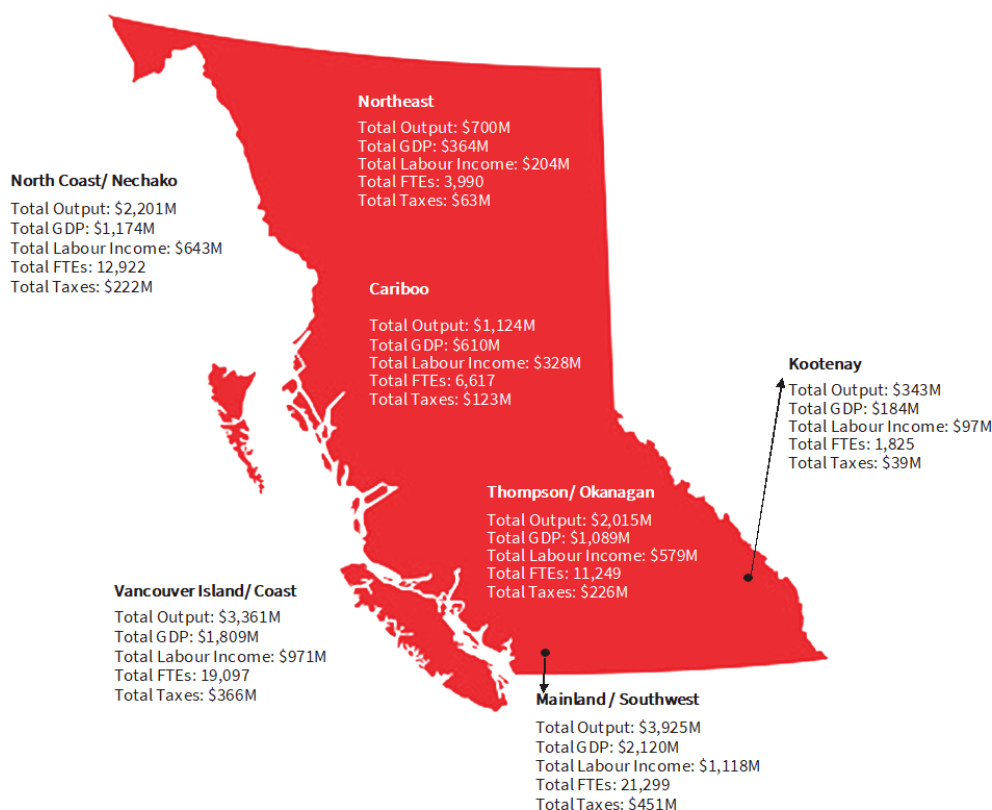 Northeast
Total Output: $700M
Total GDP: $364M
Total Labour Income: $204M
Total FTEs: 3,990
Total Taxes: $63M
North Coast/ Nechako
Total Output: $2,201M
Total GDP: $1,174M
Total Labour Income: $643M
Total FTEs: 12,922
Total Taxes: $222M
Cariboo
Total Output: $1,124M
Total GDP: $610M
Total Labour Income: $328M
Total FTEs: 6,617
Total Taxes: $123M
Kootenay
Total Output: $343M
Total GDP: $184M
Total Labour Income: $97M
Total FTEs: 1,825
Total Taxes: $39M
Thompson/ Okanagan
Total Output: $2,015M
Total GDP: $1,089M
Total Labour Income: $579M
Total FTEs: 11,249
Total Taxes: $226M
Vancouver Island/ Coast
Total Output: $3,361M
Total GDP: $1,809M
Total Labour Income: $971M
Total FTEs: 19,097
Total Taxes: $366M
Mainland / Southwest
Total Output: $3,925M
Total GDP: $2,120M
Total Labour Income: $1,118M
Total FTEs: 21,299
Total Taxes: $451M